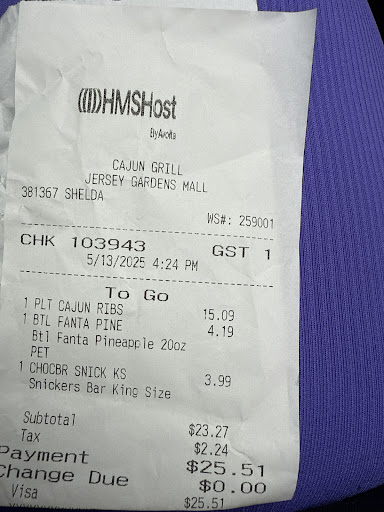 HMSHost
By Avolta
CAJUN GRILL
JERSEY GARDENS MALL
381367 SHELDA
WS#: 259001
CHK 103943 GST 1
5/13/2025 4:24 PM
To Go
1 PLT CAJUN RIBS 15.09
1 BTL FANTA PINE 4.19
Btl Fanta Pineapple 20oz
PET
1 CHOCBR SNICK KS 3.99
Snickers Bar King Size
Subtotal $23.27
Tax $2.24
Payment $25.51
Change Due $0.00
Visa $25.51